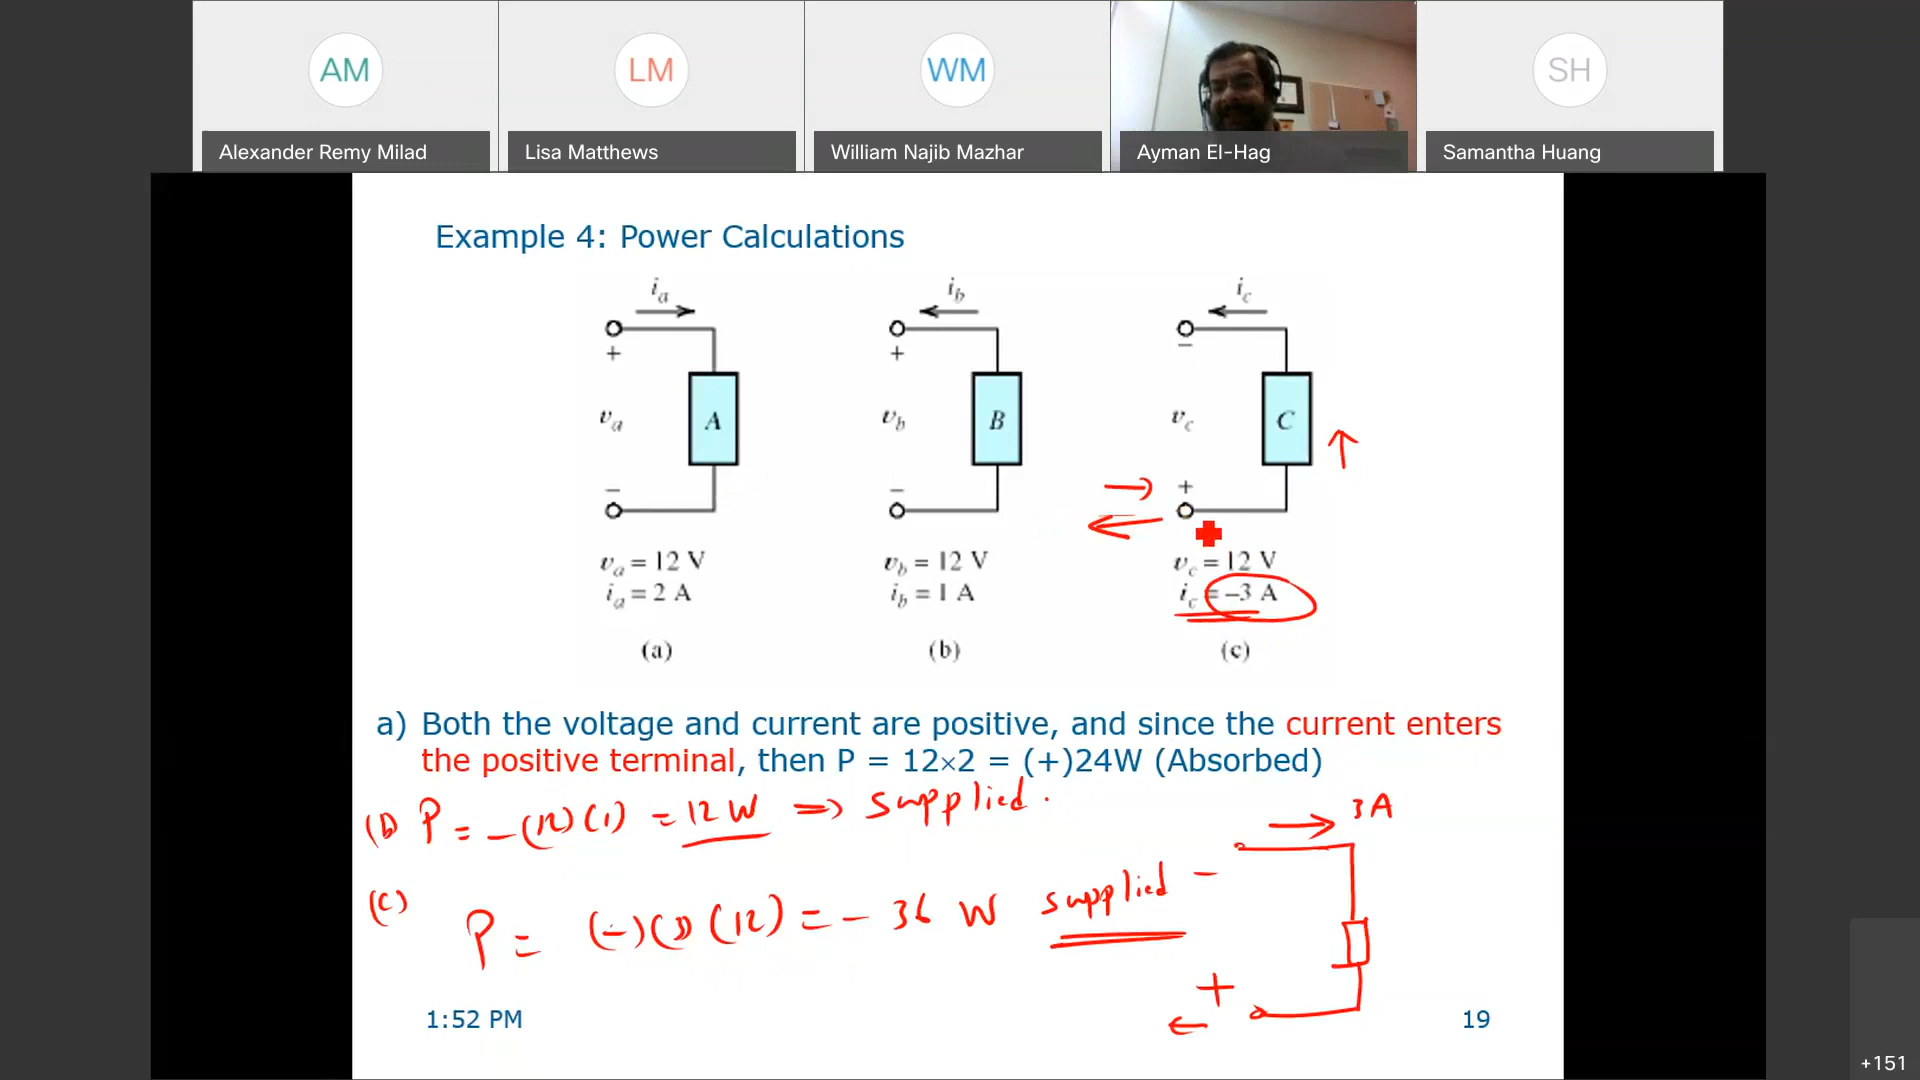 AM
LM
WM
SH
Alexander Remy Milad
Lisa Matthews
William Najib Mazhar
Ayman El-Hag
Samantha Huang
Example 4: Power Calculations
i_a
i_b
i_c
+
+
−
v_a
A
v_b
B
v_c
C
−
−
+
v_a = 12 V
i_a = 2 A
v_b = 12 V
i_b = 1 A
v_c = 12 V
i_c = −3 A
(a)
(b)
(c)
a) Both the voltage and current are positive, and since the current enters
the positive terminal, then P = 12×2 = (+)24W (Absorbed)
(b) P = −(12)(1) = 12 W ⇒ supplied.
3A
(c) P = (−)(3)(12) = − 36 W supplied
−
+
1:52 PM
19
+151